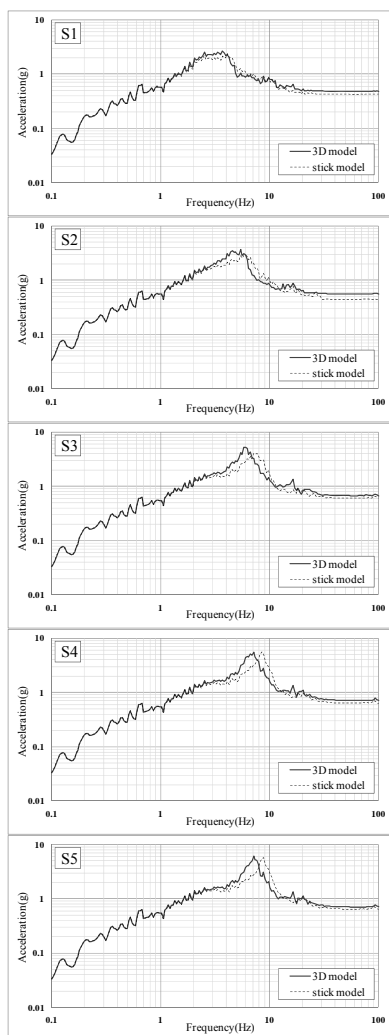 S1
Acceleration(g)
10
1
0.1
0.01
3D model
stick model
0.1 1 10 100
Frequency(Hz)
S2
Acceleration(g)
10
1
0.1
0.01
3D model
stick model
0.1 1 10 100
Frequency(Hz)
S3
Acceleration(g)
10
1
0.1
0.01
3D model
stick model
0.1 1 10 100
Frequency(Hz)
S4
Acceleration(g)
10
1
0.1
0.01
3D model
stick model
0.1 1 10 100
Frequency(Hz)
S5
Acceleration(g)
10
1
0.1
0.01
3D model
stick model
0.1 1 10 100
Frequency(Hz)